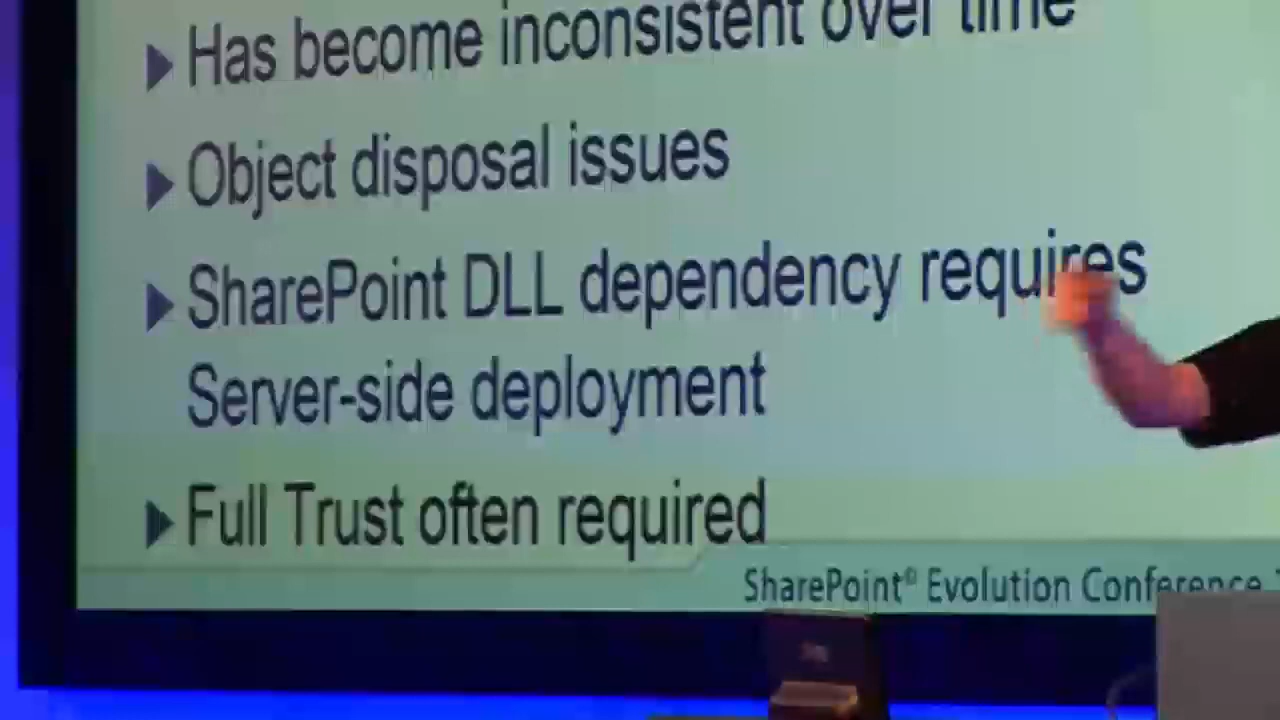 Has become inconsistent over time
Object disposal issues
SharePoint DLL dependency requires
Server-side deployment
Full Trust often required
SharePoint® Evolution Conference